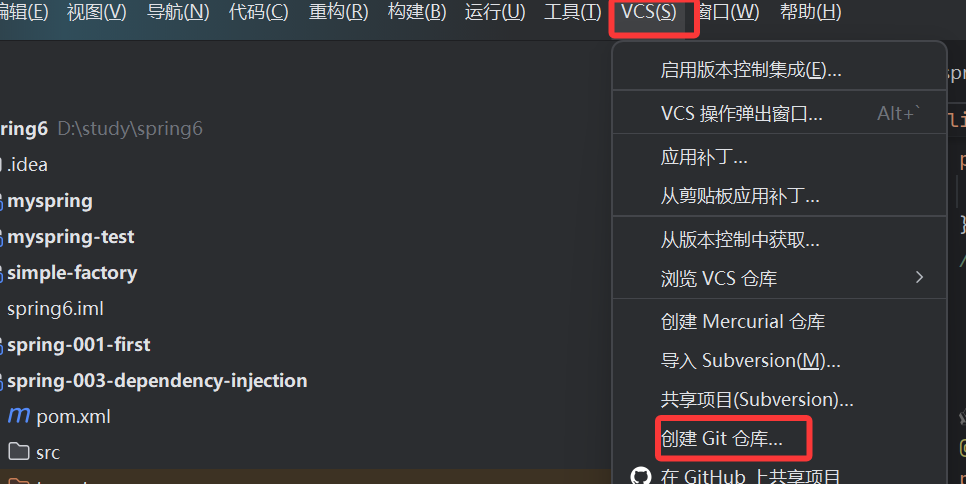 编辑(E) 视图(V) 导航(N) 代码(C) 重构(R) 构建(B) 运行(U) 工具(T) VCS(S) 窗口(W) 帮助(H)
启用版本控制集成(E)...
VCS 操作弹出窗口... Alt+`
应用补丁...
从剪贴板应用补丁...
从版本控制中获取...
浏览 VCS 仓库
创建 Mercurial 仓库
导入 Subversion(M)...
共享项目(Subversion)...
创建 Git 仓库...
在 GitHub 上共享项目
ring6 D:\study\spring6
.idea
myspring
myspring-test
simple-factory
spring6.iml
spring-001-first
spring-003-dependency-injection
m pom.xml
src